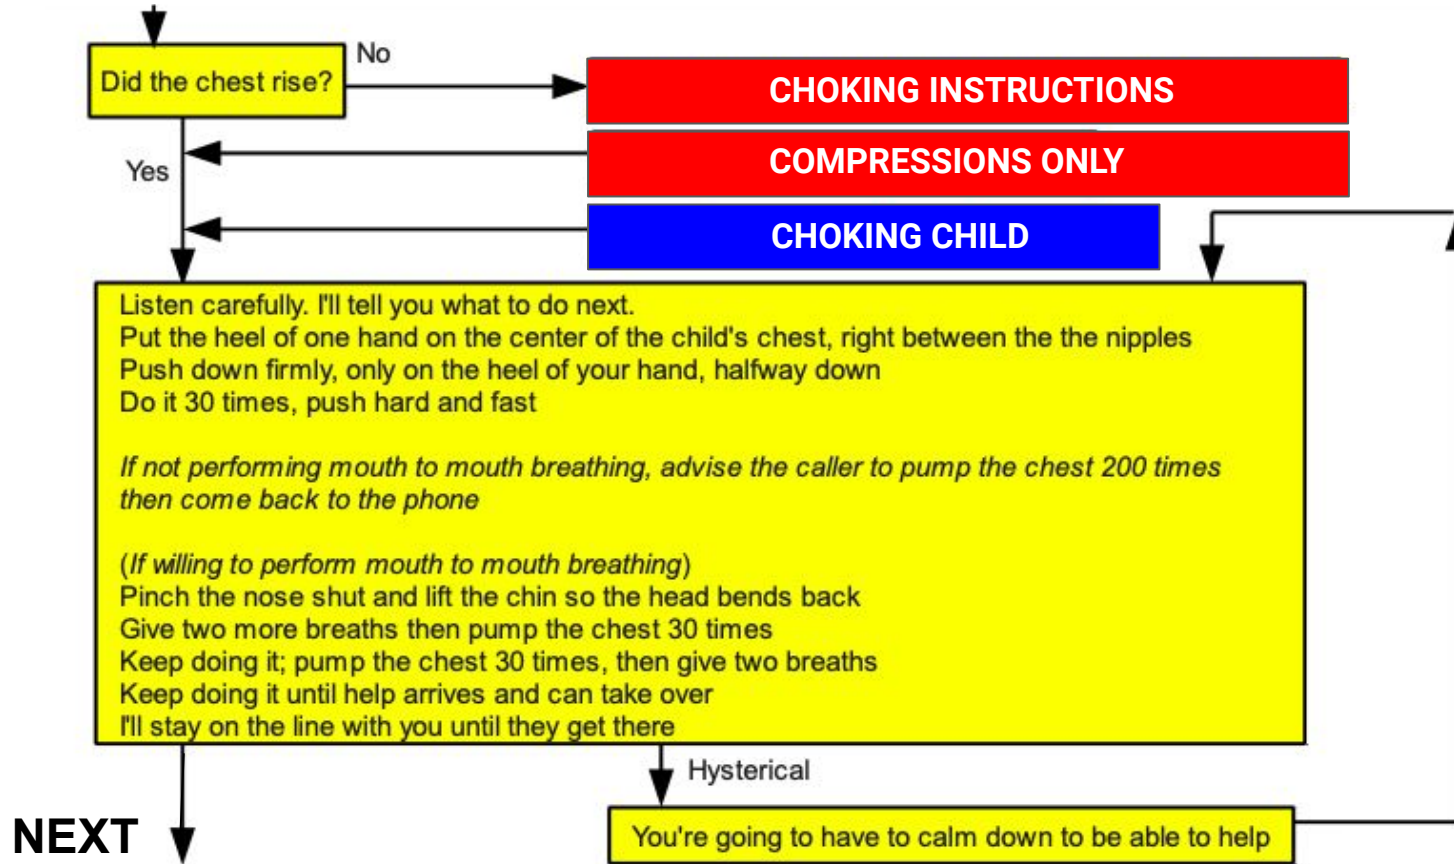 No
Did the chest rise?
CHOKING INSTRUCTIONS
COMPRESSIONS ONLY
Yes
CHOKING CHILD
Listen carefully. I'll tell you what to do next.
Put the heel of one hand on the center of the child's chest, right between the the nipples
Push down firmly, only on the heel of your hand, halfway down
Do it 30 times, push hard and fast
If not performing mouth to mouth breathing, advise the caller to pump the chest 200 times
then come back to the phone
(If willing to perform mouth to mouth breathing)
Pinch the nose shut and lift the chin so the head bends back
Give two more breaths then pump the chest 30 times
Keep doing it; pump the chest 30 times, then give two breaths
Keep doing it until help arrives and can take over
I'll stay on the line with you until they get there
Hysterical
NEXT
You're going to have to calm down to be able to help